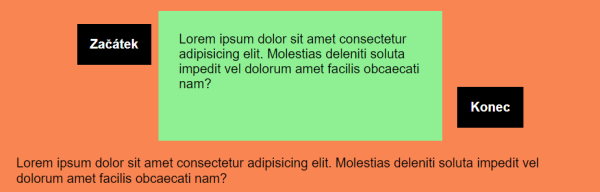 Začátek
Lorem ipsum dolor sit amet consectetur
adipisicing elit. Molestias deleniti soluta
impedit vel dolorum amet facilis obcaecati
nam?
Konec
Lorem ipsum dolor sit amet consectetur adipisicing elit. Molestias deleniti soluta impedit vel
dolorum amet facilis obcaecati nam?